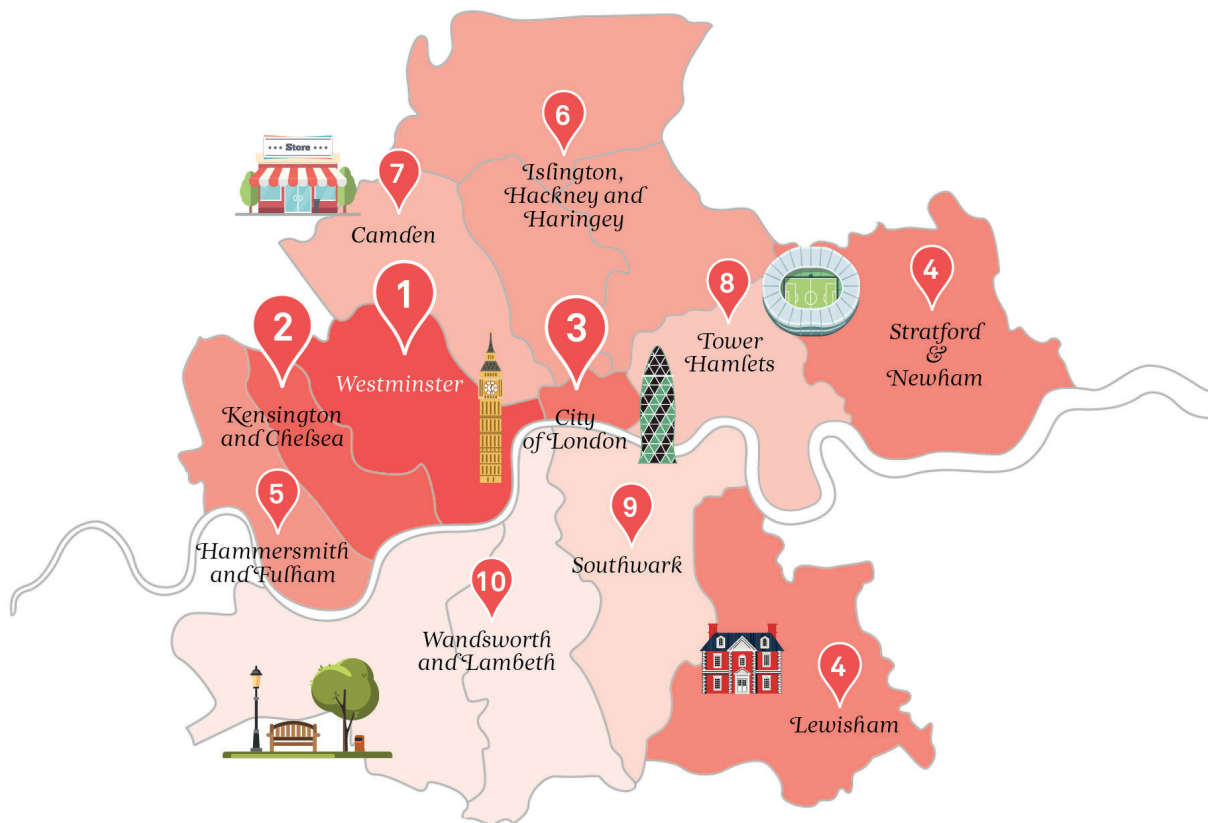 6
Islington,
Hackney and
Haringey
••• Store •••
7
Camden
4
Stratford
&
Newham
8
Tower
Hamlets
1
Westminster
2
Kensington
and Chelsea
3
City
of London
5
Hammersmith
and Fulham
9
Southwark
10
Wandsworth
and Lambeth
4
Lewisham